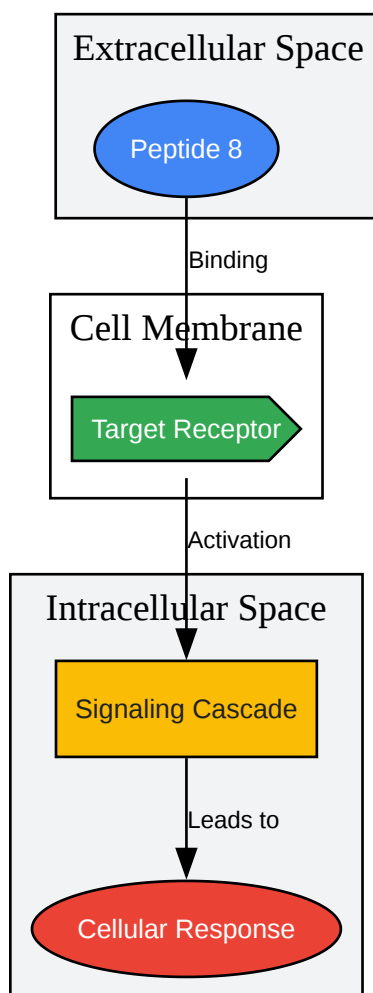 Extracellular Space
Peptide 8
Binding
Cell Membrane
Target Receptor
Activation
Intracellular Space
Signaling Cascade
Leads to
Cellular Response